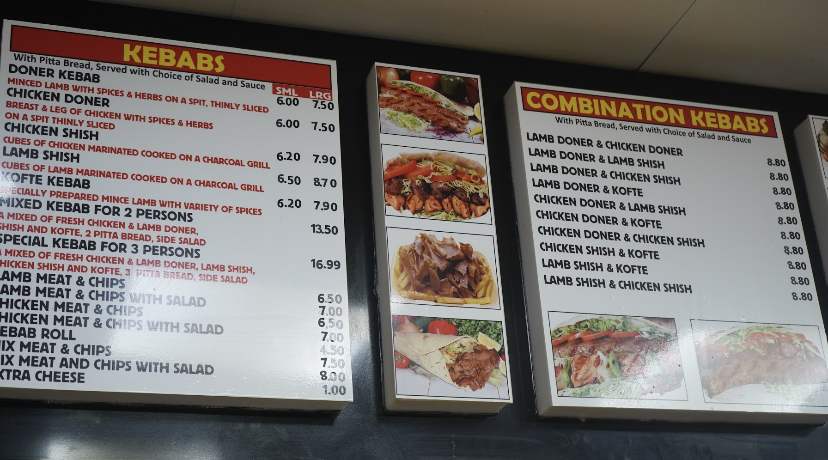 KEBABS
With Pitta Bread, Served with Choice of Salad and Sauce
SML LRG
DONER KEBAB 6.00 7.50
MINCED LAMB WITH SPICES & HERBS ON A SPIT, THINLY SLICED
CHICKEN DONER 6.00 7.50
BREAST & LEG OF CHICKEN WITH SPICES & HERBS
ON A SPIT THINLY SLICED
CHICKEN SHISH 6.20 7.90
CUBES OF CHICKEN MARINATED COOKED ON A CHARCOAL GRILL
LAMB SHISH 6.50 8.70
CUBES OF LAMB MARINATED COOKED ON A CHARCOAL GRILL
KOFTE KEBAB 6.20 7.90
SPECIALLY PREPARED MINCE LAMB WITH VARIETY OF SPICES
MIXED KEBAB FOR 2 PERSONS 13.50
A MIXED OF FRESH CHICKEN & LAMB DONER,
SHISH AND KOFTE, 2 PITTA BREAD, SIDE SALAD
SPECIAL KEBAB FOR 3 PERSONS 16.99
A MIXED OF FRESH CHICKEN & LAMB DONER, LAMB SHISH,
CHICKEN SHISH AND KOFTE, 3 PITTA BREAD, SIDE SALAD
LAMB MEAT & CHIPS 6.50
LAMB MEAT & CHIPS WITH SALAD 7.00
CHICKEN MEAT & CHIPS 6.50
CHICKEN MEAT & CHIPS WITH SALAD 7.00
KEBAB ROLL 4.50
MIX MEAT & CHIPS 7.50
MIX MEAT AND CHIPS WITH SALAD 8.00
EXTRA CHEESE 1.00
COMBINATION KEBABS
With Pitta Bread, Served with Choice of Salad and Sauce
LAMB DONER & CHICKEN DONER 8.80
LAMB DONER & LAMB SHISH 8.80
LAMB DONER & CHICKEN SHISH 8.80
LAMB DONER & KOFTE 8.80
CHICKEN DONER & LAMB SHISH 8.80
CHICKEN DONER & KOFTE 8.80
CHICKEN DONER & CHICKEN SHISH 8.80
CHICKEN SHISH & KOFTE 8.80
LAMB SHISH & KOFTE 8.80
LAMB SHISH & CHICKEN SHISH 8.80